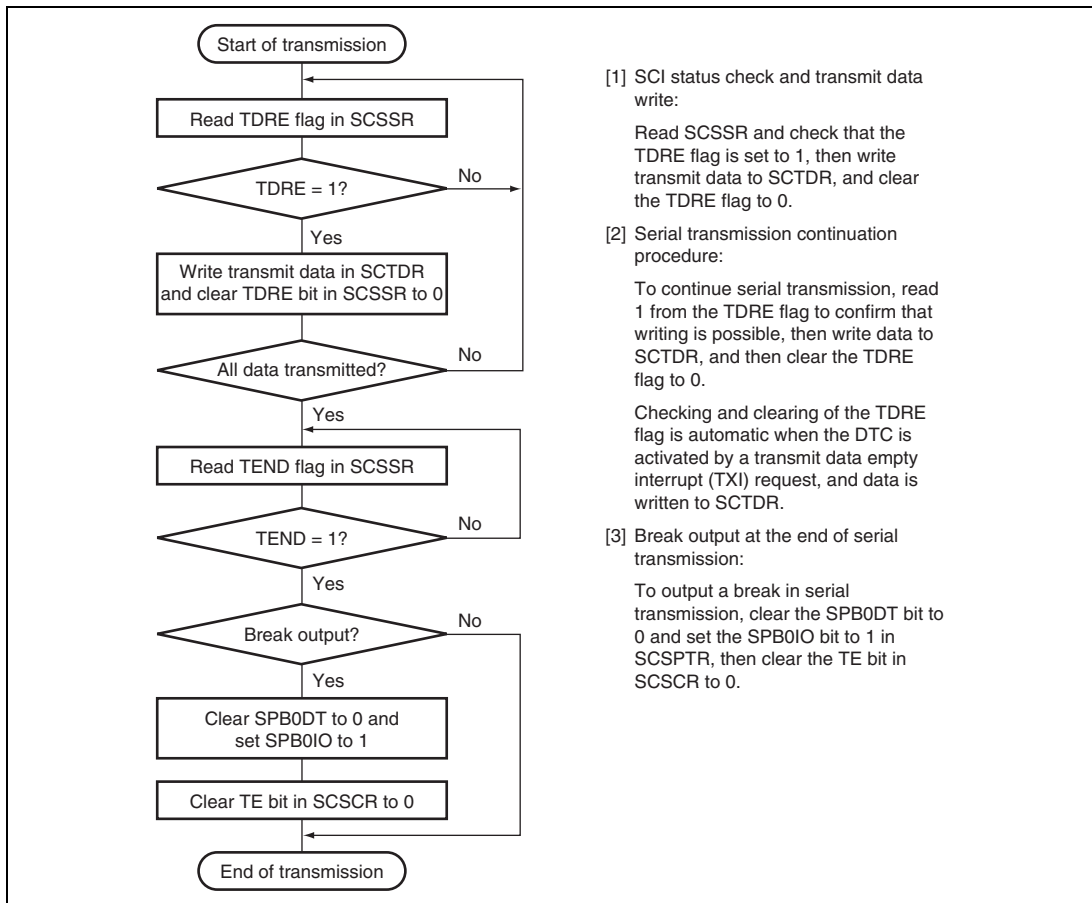 Start of transmission
Read TDRE flag in SCSSR
TDRE = 1?
No
Yes
Write transmit data in SCTDR
and clear TDRE bit in SCSSR to 0
All data transmitted?
No
Yes
Read TEND flag in SCSSR
TEND = 1?
No
Yes
Break output?
No
Yes
Clear SPB0DT to 0 and
set SPB0IO to 1
Clear TE bit in SCSCR to 0
End of transmission
[1] SCI status check and transmit data
write:
Read SCSSR and check that the
TDRE flag is set to 1, then write
transmit data to SCTDR, and clear
the TDRE flag to 0.
[2] Serial transmission continuation
procedure:
To continue serial transmission, read
1 from the TDRE flag to confirm that
writing is possible, then write data to
SCTDR, and then clear the TDRE
flag to 0.
Checking and clearing of the TDRE
flag is automatic when the DTC is
activated by a transmit data empty
interrupt (TXI) request, and data is
written to SCTDR.
[3] Break output at the end of serial
transmission:
To output a break in serial
transmission, clear the SPB0DT bit to
0 and set the SPB0IO bit to 1 in
SCSPTR, then clear the TE bit in
SCSCR to 0.